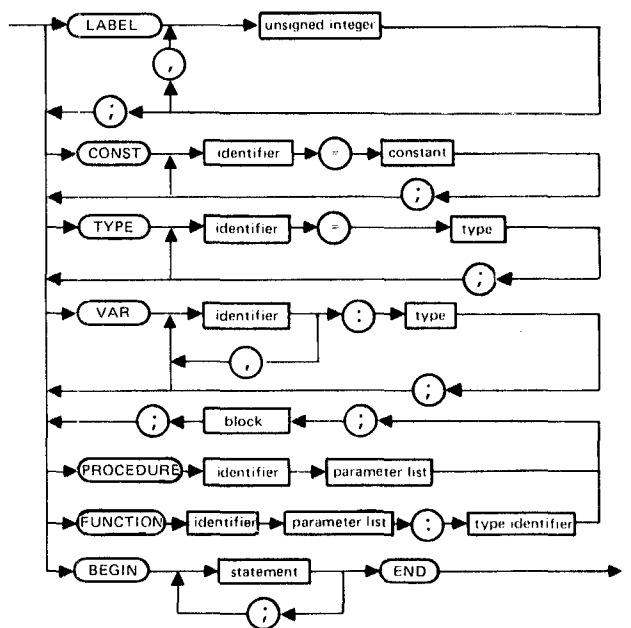 LABEL unsigned integer
,
;
CONST identifier = constant
;
TYPE identifier = type
;
VAR identifier : type
,
;
; block ;
PROCEDURE identifier parameter list
FUNCTION identifier parameter list : type identifier
BEGIN statement END
;